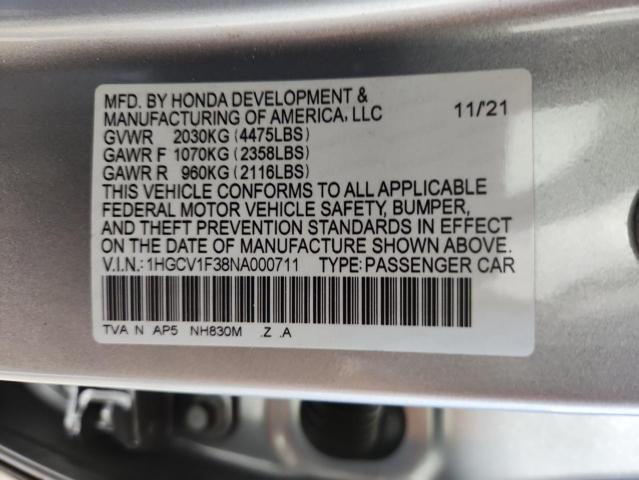 MFD. BY HONDA DEVELOPMENT &
MANUFACTURING OF AMERICA, LLC 11/'21
GVWR 2030KG (4475LBS)
GAWR F 1070KG (2358LBS)
GAWR R 960KG (2116LBS)
THIS VEHICLE CONFORMS TO ALL APPLICABLE
FEDERAL MOTOR VEHICLE SAFETY, BUMPER,
AND THEFT PREVENTION STANDARDS IN EFFECT
ON THE DATE OF MANUFACTURE SHOWN ABOVE.
V.I.N.: 1HGCV1F38NA000711 TYPE: PASSENGER CAR
TVA N AP5 NH830M .Z .A